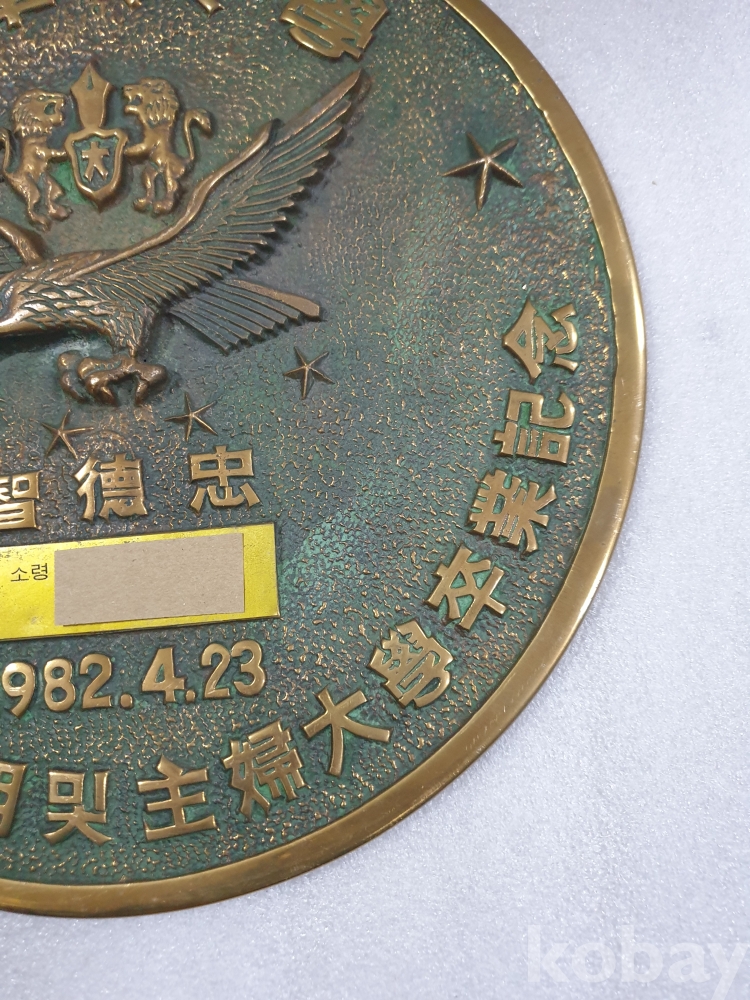 智德忠
소령
982.4.23
및 主婦大學卒業記念
kobay